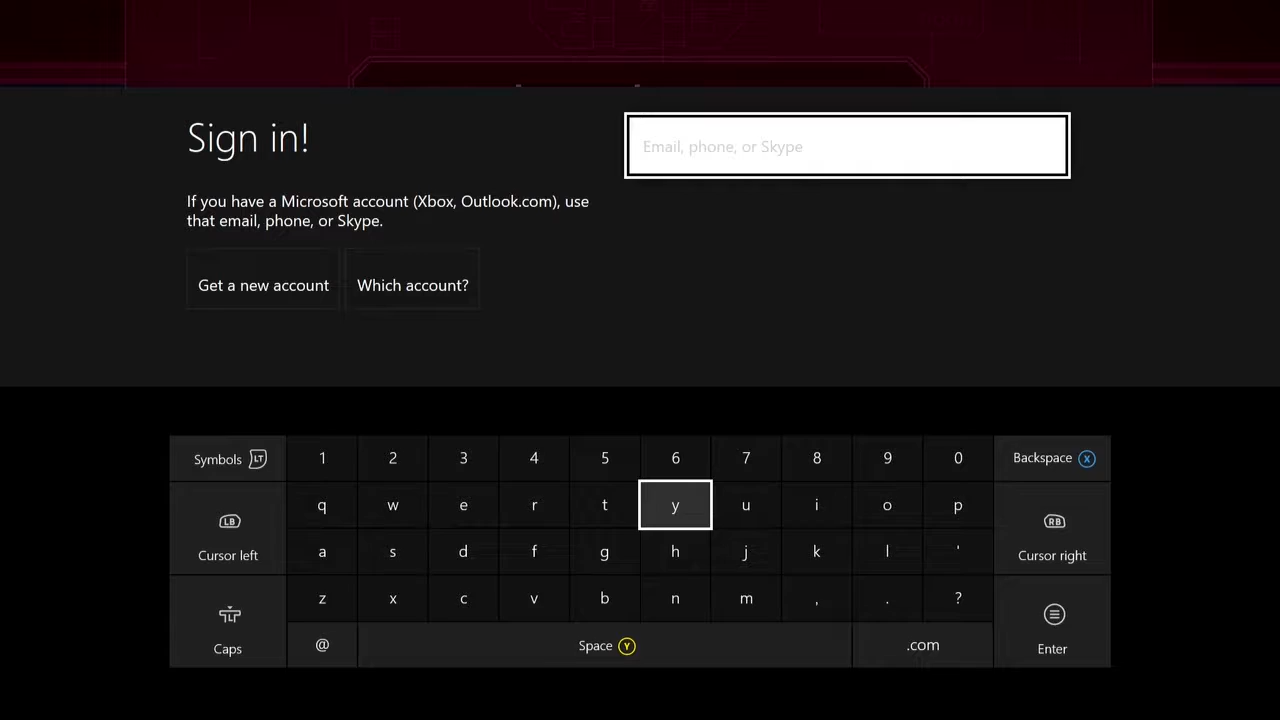 Sign in!
Email, phone, or Skype
If you have a Microsoft account (Xbox, Outlook.com), use
that email, phone, or Skype.
Get a new account Which account?
Symbols LT 1 2 3 4 5 6 7 8 9 0 Backspace X
q w e r t y u i o p
LB RB
Cursor left a s d f g h j k l ' Cursor right
z x c v b n m , . ?
Caps @ Space Y .com Enter